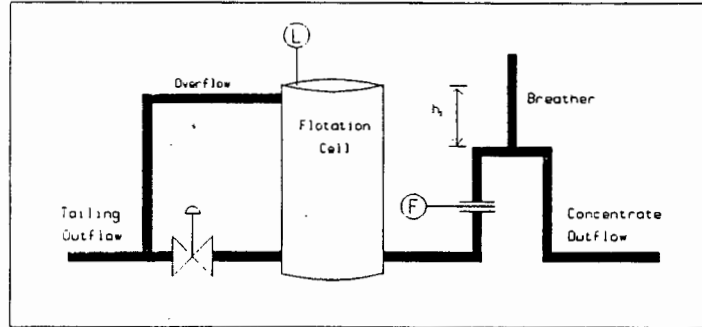 L
Overflow
Breather
h₁
Flotation
Cell
F
Tailing
Outflow
Concentrate
Outflow